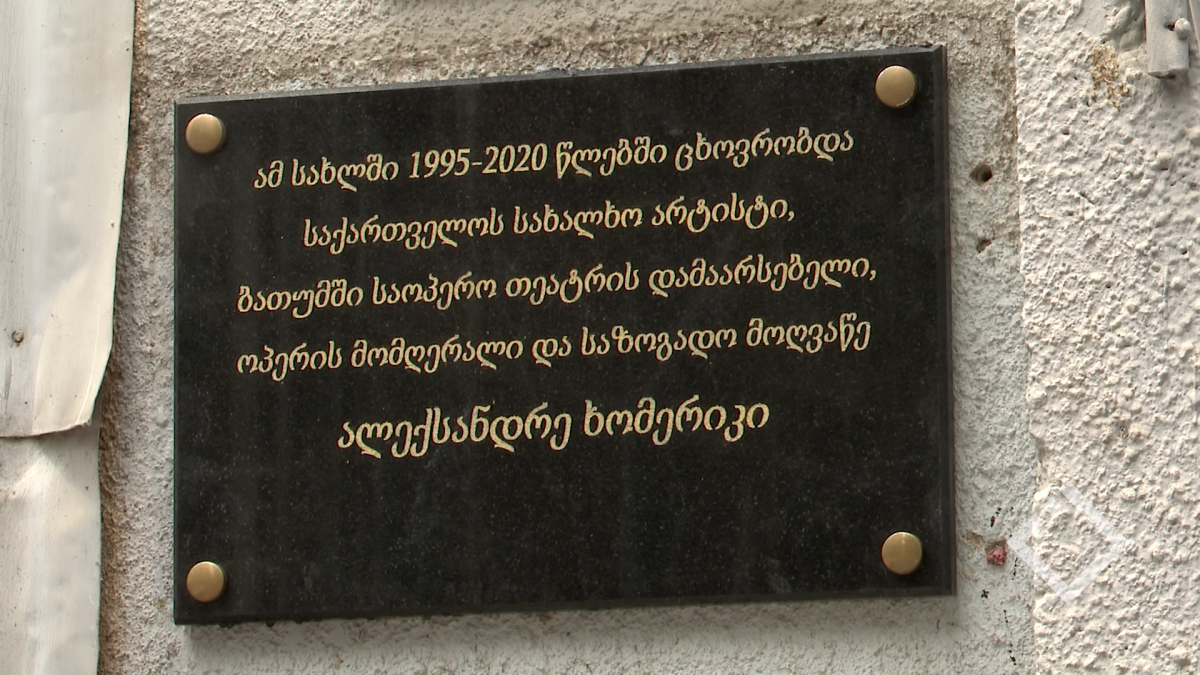 ამ სახლში 1995-2020 წლებში ცხოვრობდა
საქართველოს სახალხო არტისტი,
ბათუმში საოპერო თეატრის დამაარსებელი,
ოპერის მომღერალი და საზოგადო მოღვაწე
ალექსანდრე ხომერიკი